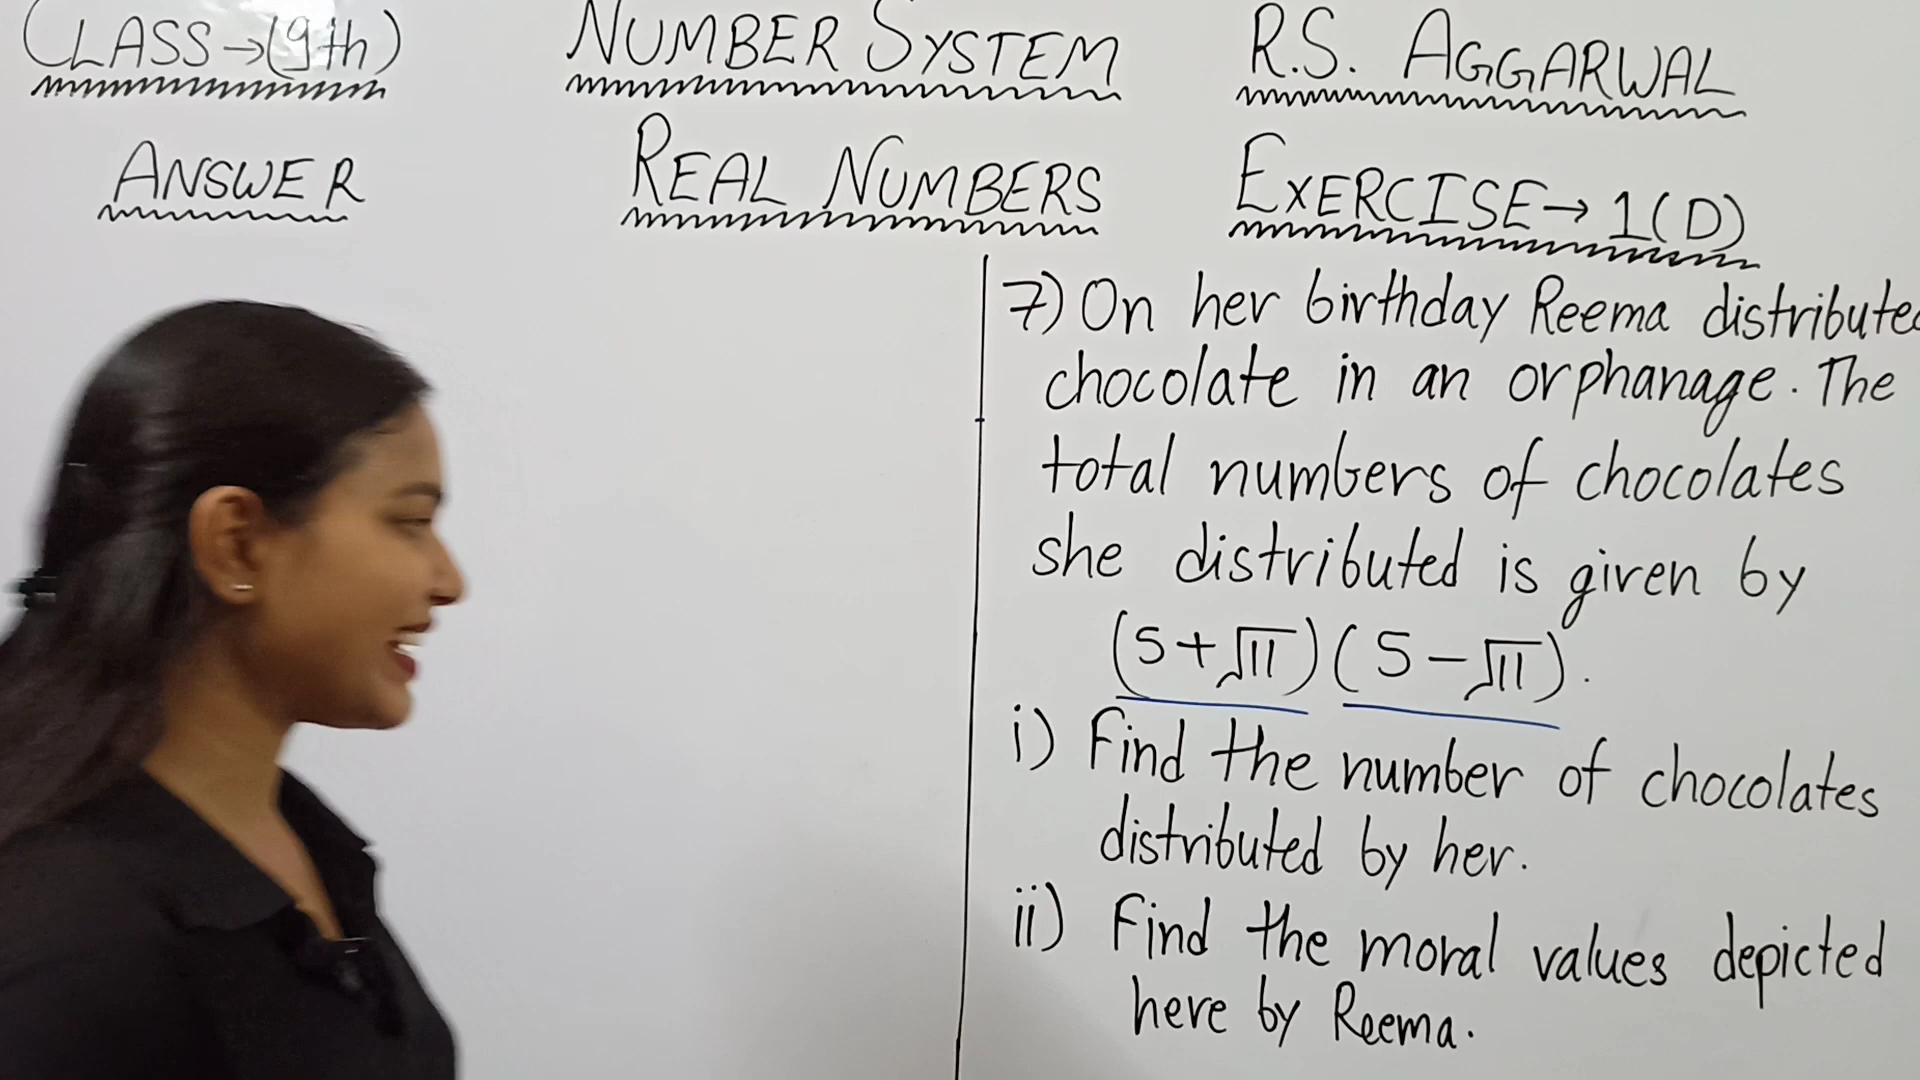 CLASS→(9th)
NUMBER SYSTEM
R.S. AGGARWAL
ANSWER
REAL NUMBERS
EXERCISE→1(D)
7) On her birthday Reema distributed
chocolate in an orphanage. The
total numbers of chocolates
she distributed is given by
(5+√11)(5-√11).
i) Find the number of chocolates
distributed by her.
ii) Find the moral values depicted
here by Reema.